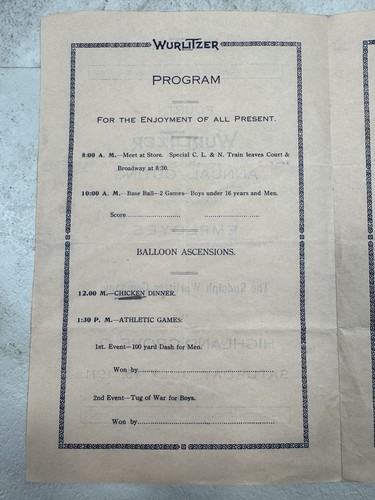 WURLITZER
PROGRAM
FOR THE ENJOYMENT OF ALL PRESENT.
8:00 A. M.—Meet at Store. Special C. L. & N. Train leaves Court &
Broadway at 8:30.
10:00 A. M.—Base Ball—2 Games—Boys under 16 years and Men.
Score
BALLOON ASCENSIONS.
12.00 M.—CHICKEN DINNER.
1:30 P. M.—ATHLETIC GAMES:
1st. Event—100 yard Dash for Men.
Won by
2nd Event—Tug of War for Boys.
Won by